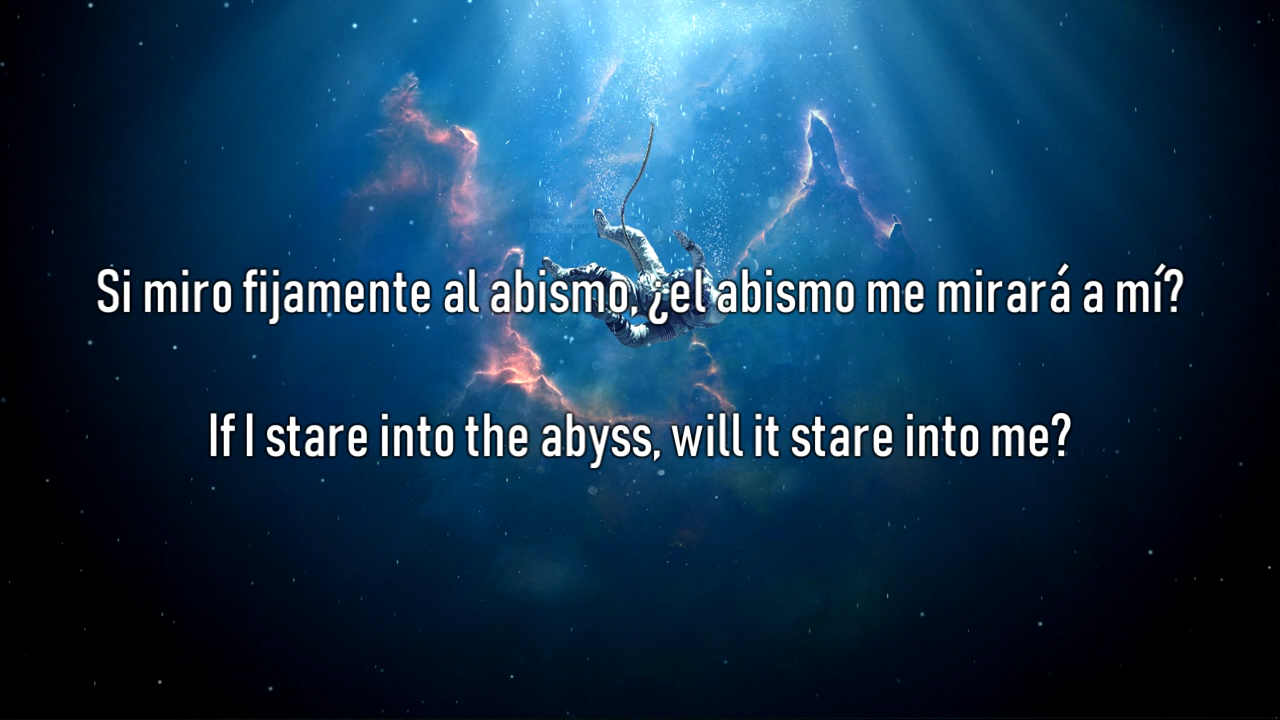 Si miro fijamente al abismo, ¿el abismo me mirará a mí?
If I stare into the abyss, will it stare into me?